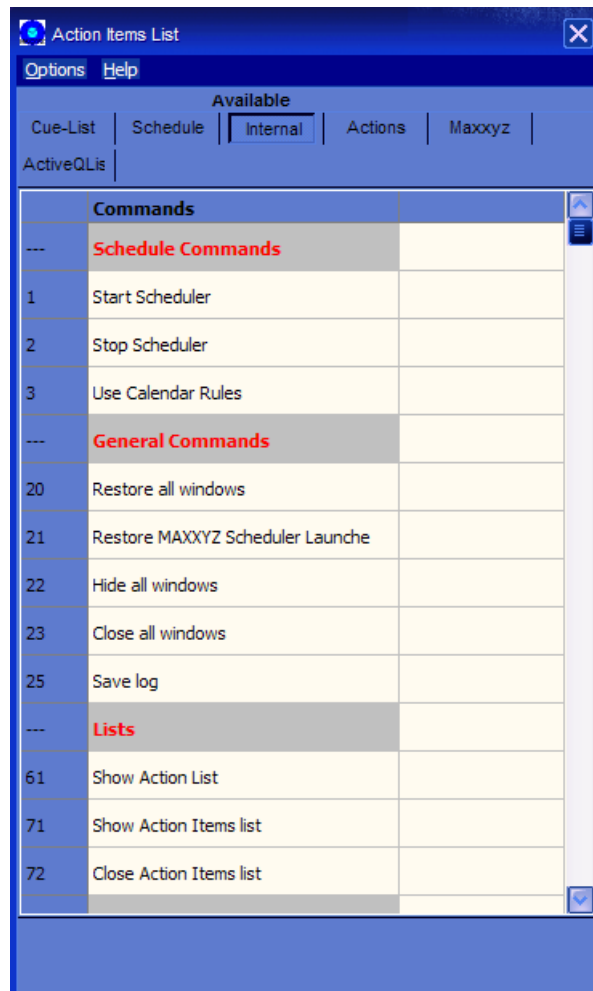 Action Items List
Options Help
Available
Cue-List Schedule Internal Actions Maxxyz
ActiveQLis
Commands
--- Schedule Commands
1 Start Scheduler
2 Stop Scheduler
3 Use Calendar Rules
--- General Commands
20 Restore all windows
21 Restore MAXXYZ Scheduler Launche
22 Hide all windows
23 Close all windows
25 Save log
--- Lists
61 Show Action List
71 Show Action Items list
72 Close Action Items list